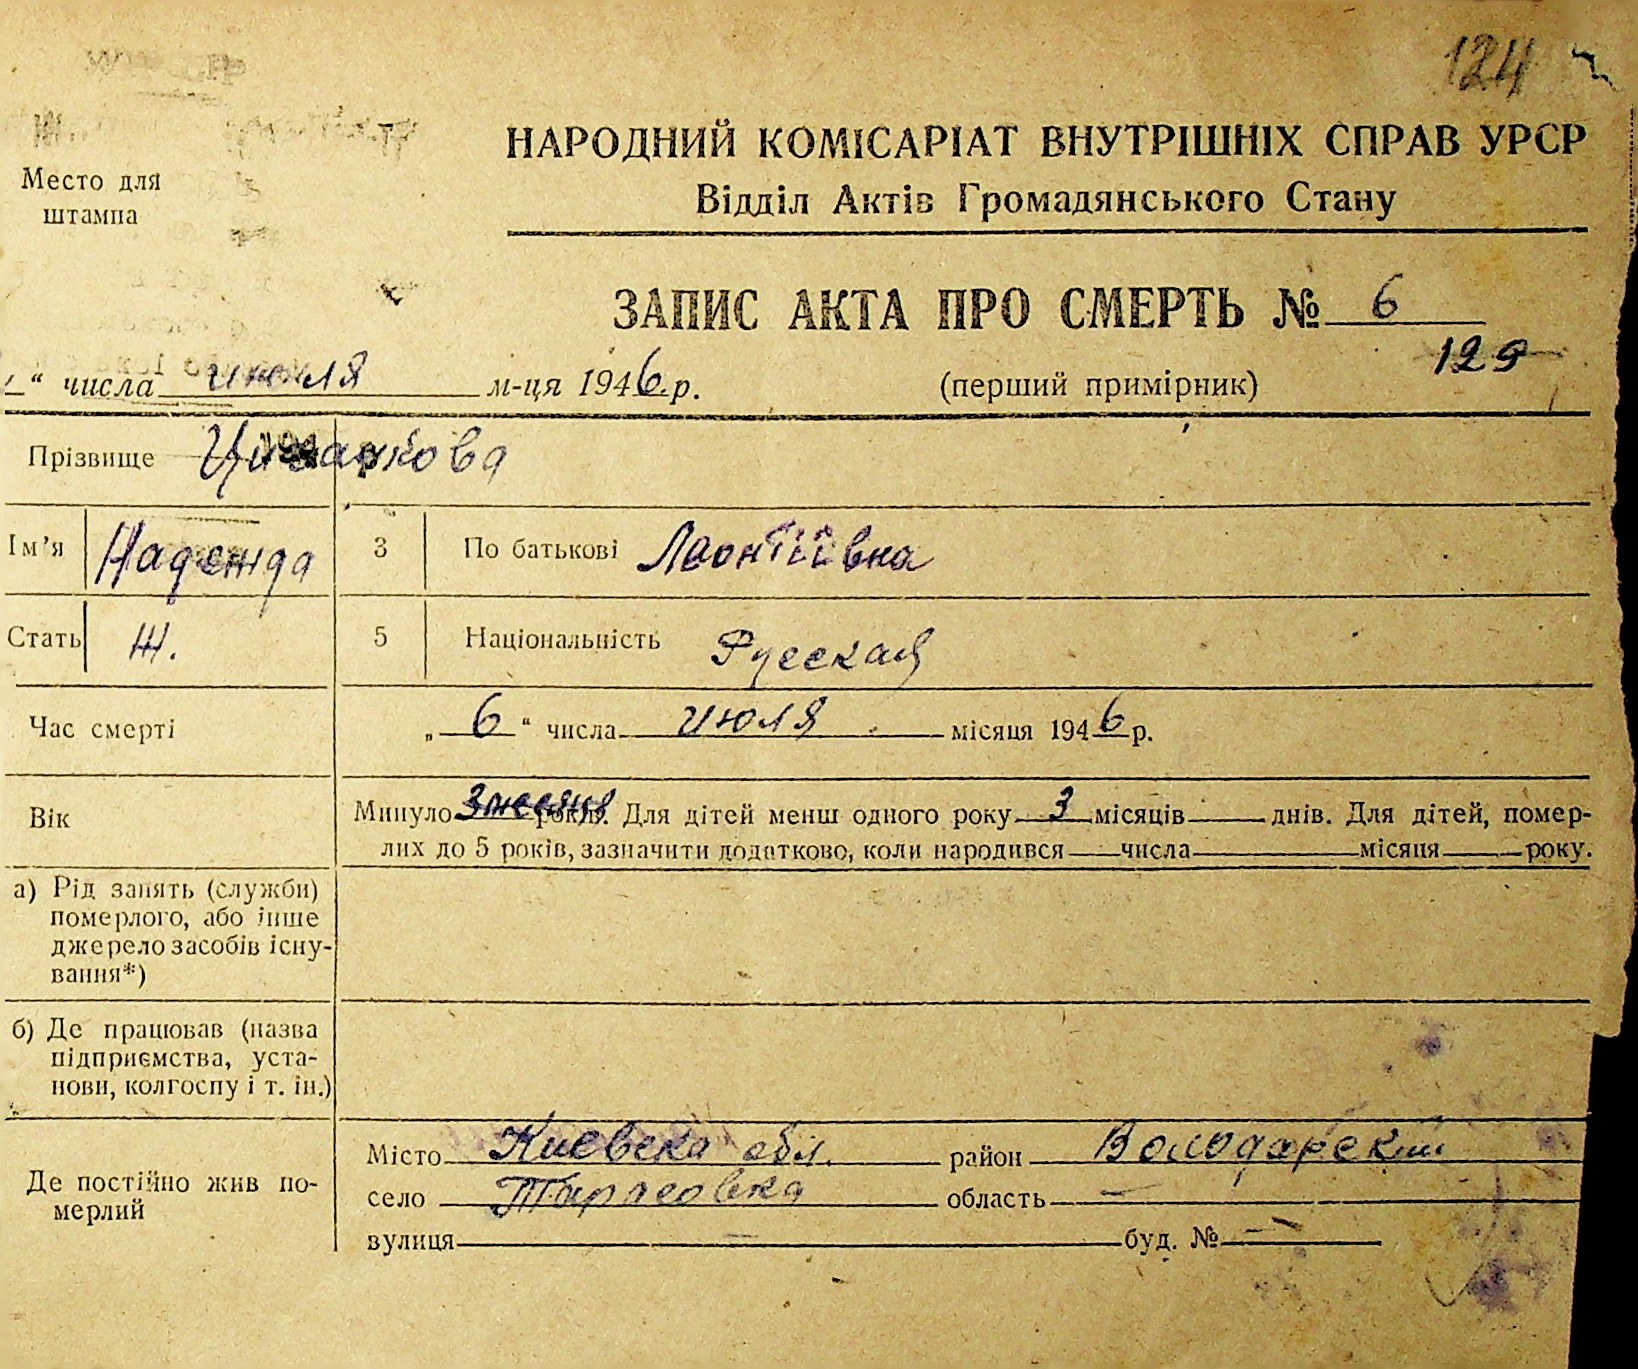 124
НАРОДНИЙ КОМІСАРІАТ ВНУТРІШНІХ СПРАВ УРСР
Место для
штампа
Відділ Актів Громадянського Стану
ЗАПИС АКТА ПРО СМЕРТЬ № 6
129
“ числа июля м-ця 1946 р. (перший примірник)
Прізвище
Ім’я Надежда 3 По батькові Леонтіївна
Стать Ж. 5 Національність Русская
Час смерті „ 6 “ числа июля місяця 1946 р.
Вік
Минуло 3 месяця років. Для дітей менш одного року 3 місяців днів. Для дітей, помер-
лих до 5 років, зазначити додатково, коли народився числа місяця року.
а) Рід занять (служби)
померлого, або інше
джерело засобів існу-
вання*)
б) Де працював (назва
підприємства, уста-
нови, колгоспу і т. ін.)
Де постійно жив по-
мерлий
Місто Киевска обл. район Володарский
село область —
вулиця — буд. № —